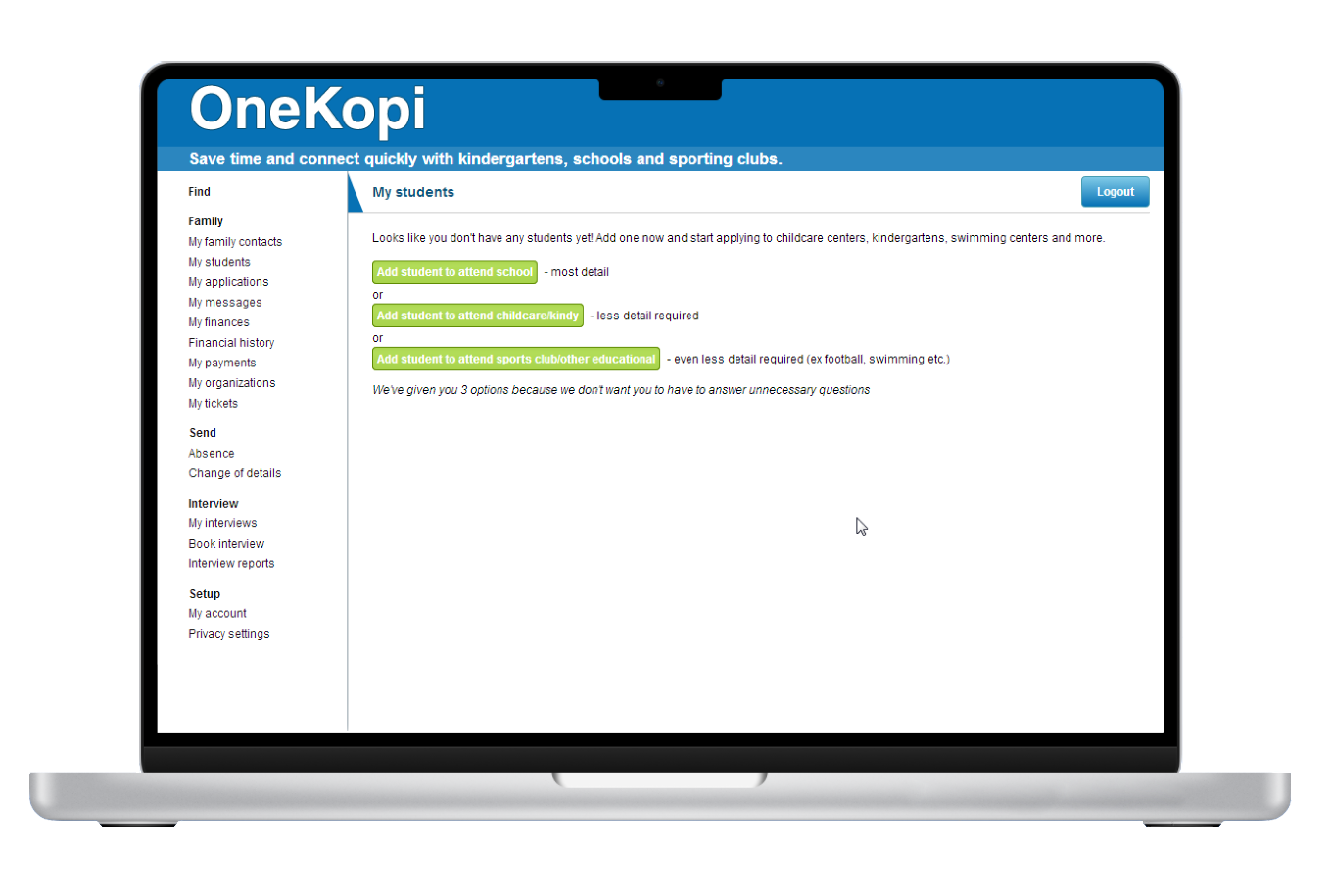 OneKopi
Save time and connect quickly with kindergartens, schools and sporting clubs.
Find
Family
My family contacts
My students
My applications
My messages
My finances
Financial history
My payments
My organizations
My tickets
Send
Absence
Change of details
Interview
My interviews
Book interview
Interview reports
Setup
My account
Privacy settings
My students
Logout
Looks like you don't have any students yet! Add one now and start applying to childcare centers, kindergartens, swimming centers and more.
Add student to attend school - most detail
or
Add student to attend childcare/kindy - less detail required
or
Add student to attend sports club/other educational - even less detail required (ex football, swimming etc.)
We've given you 3 options because we don't want you to have to answer unnecessary questions